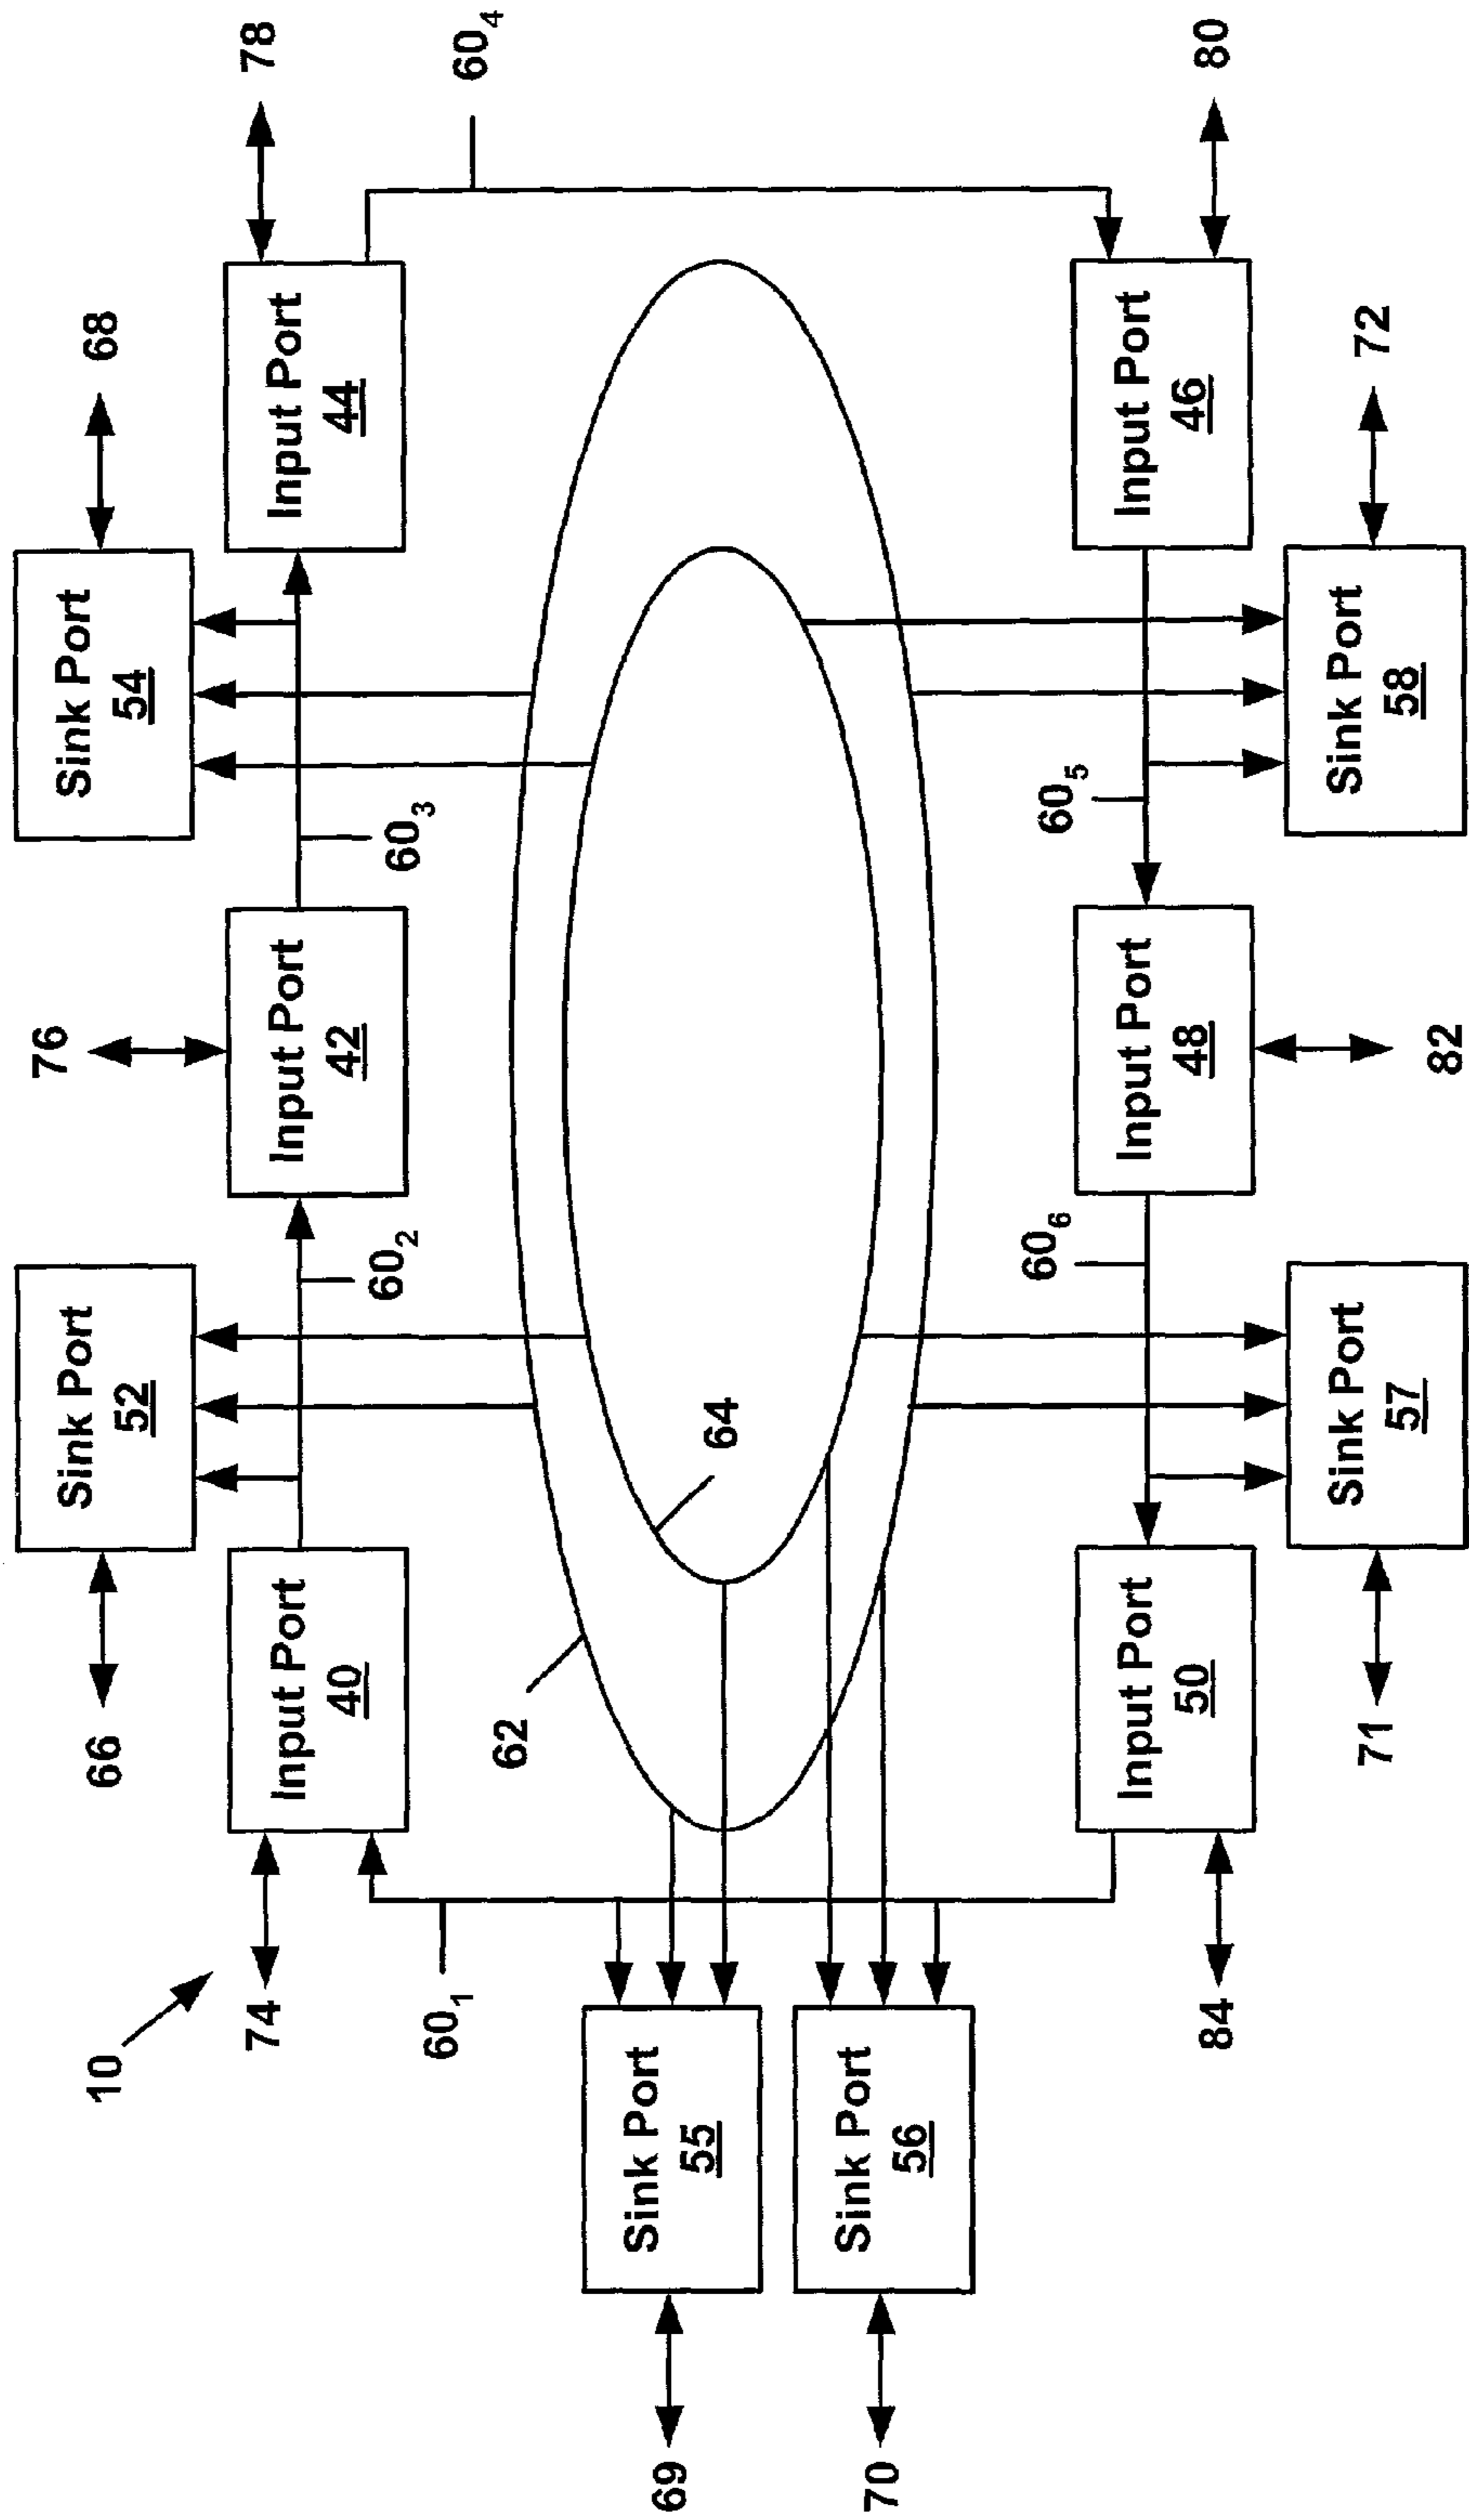 76
10
66
Sink Port
52
Sink Port
54
68
74
Input Port
40
Input Port
42
Input Port
44
78
60₂
60₃
60₁
60₄
62
64
69
Sink Port
55
70
Sink Port
56
60₆
60₅
84
Input Port
50
Input Port
48
Input Port
46
80
71
Sink Port
57
Sink Port
58
72
82